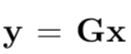 y = Gx